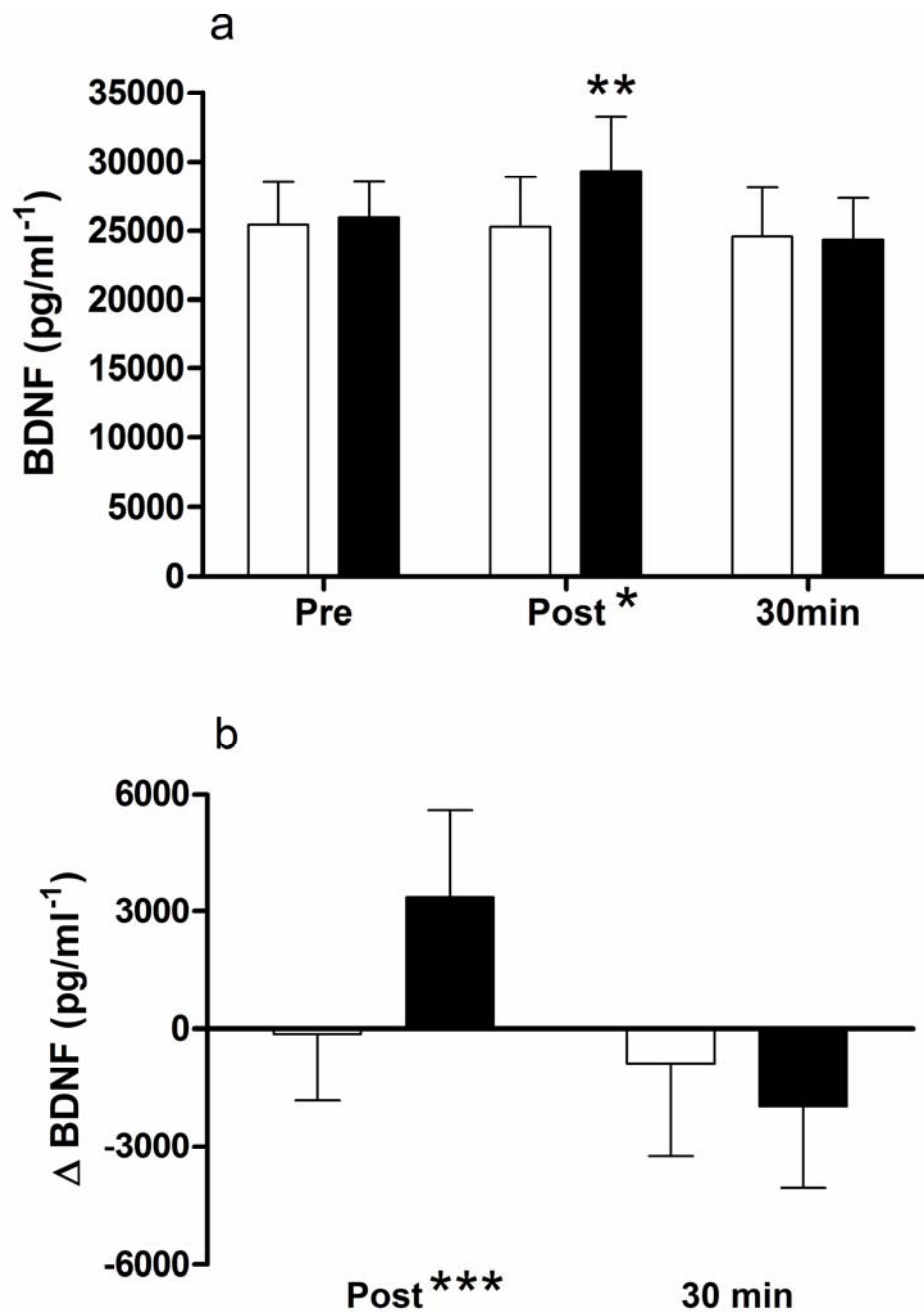 a
**
35000
30000
25000
20000
15000
10000
5000
0
BDNF (pg/ml-1)
Pre Post * 30min
b
6000
3000
0
-3000
-6000
Δ BDNF (pg/ml-1)
Post *** 30 min